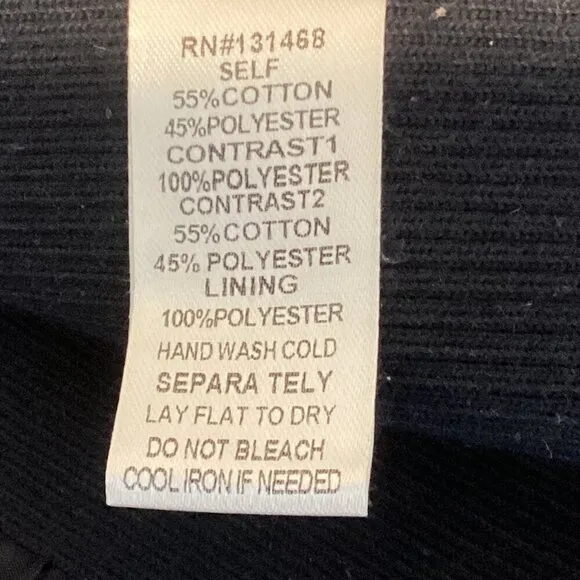 RN#131468
SELF
55%COTTON
45%POLYESTER
CONTRAST1
100%POLYESTER
CONTRAST2
55%COTTON
45% POLYESTER
LINING
100%POLYESTER
HAND WASH COLD
SEPARA TELY
LAY FLAT TO DRY
DO NOT BLEACH
COOL IRON IF NEEDED